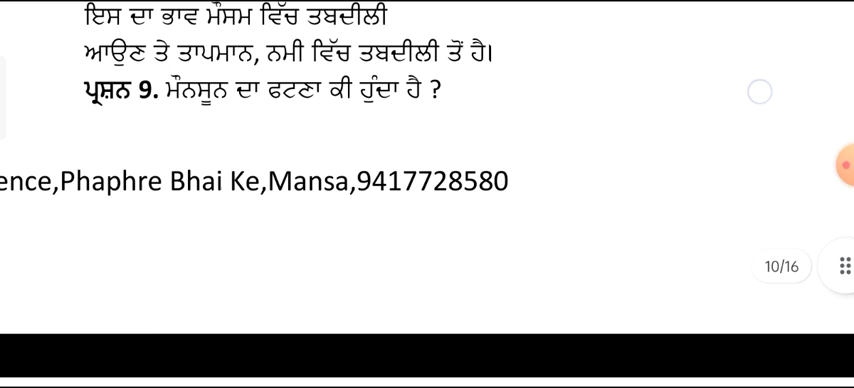 ਇਸ ਦਾ ਭਾਵ ਮੌਸਮ ਵਿੱਚ ਤਬਦੀਲੀ
ਆਉਣ ਤੇ ਤਾਪਮਾਨ, ਨਮੀ ਵਿੱਚ ਤਬਦੀਲੀ ਤੋਂ ਹੈ।
ਪ੍ਰਸ਼ਨ 9. ਮੌਨਸੂਨ ਦਾ ਫਟਣਾ ਕੀ ਹੁੰਦਾ ਹੈ ?
ence,Phaphre Bhai Ke,Mansa,9417728580
10/16